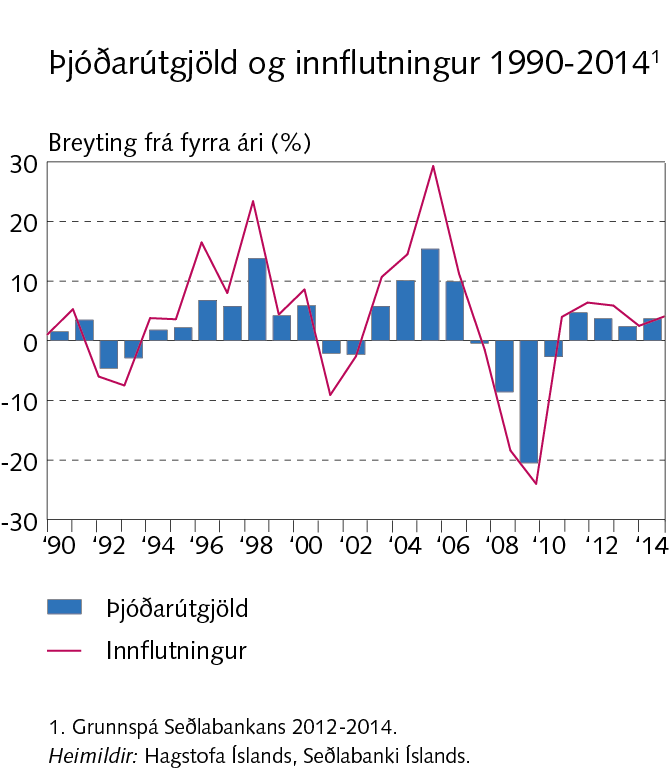 Þjóðarútgjöld og innflutningur 1990-2014¹
Breyting frá fyrra ári (%)
30
20
10
0
-10
-20
-30
‘90 ‘92 ‘94 ‘96 ‘98 ‘00 ‘02 ‘04 ‘06 ‘08 ‘10 ‘12 ‘14
Þjóðarútgjöld
Innflutningur
1. Grunnspá Seðlabankans 2012-2014.
Heimildir: Hagstofa Íslands, Seðlabanki Íslands.